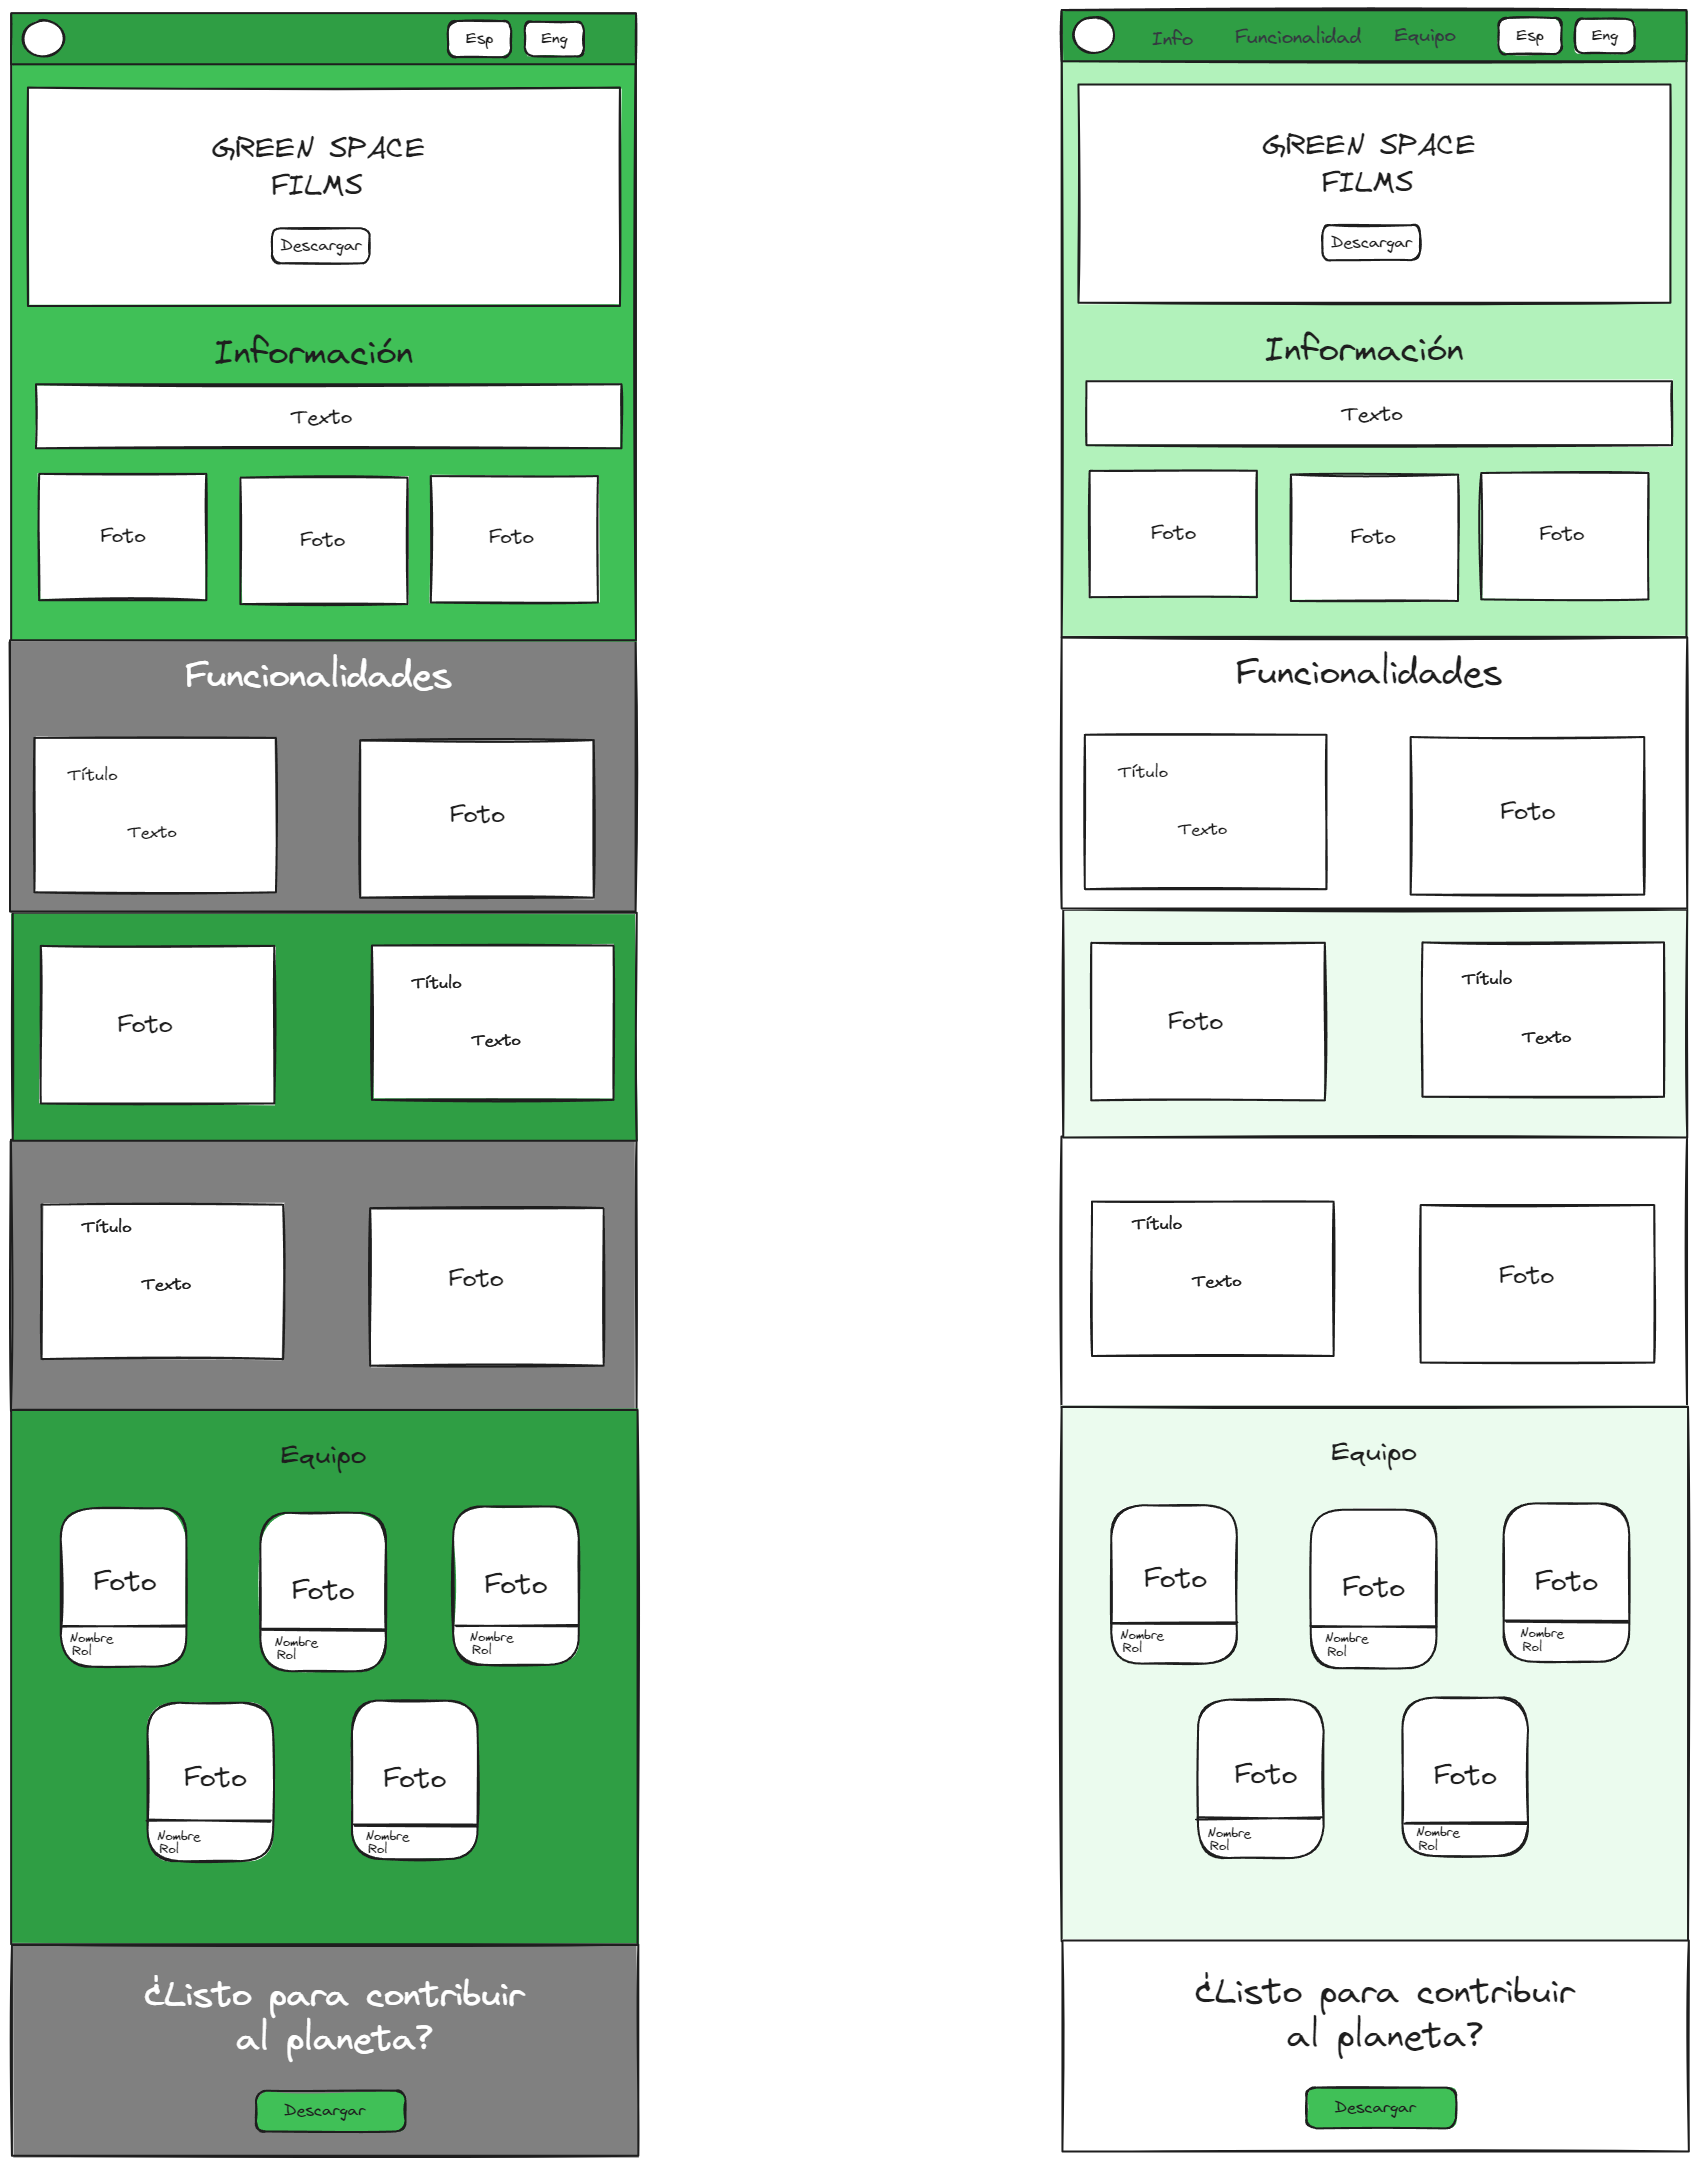 Esp Eng
GREEN SPACE
FILMS
Descargar
Información
Texto
Foto Foto Foto
Funcionalidades
Título
Texto
Foto
Foto
Título
Texto
Título
Texto
Foto
Equipo
Foto Foto Foto
Nombre Nombre Nombre
Rol Rol Rol
Foto Foto
Nombre Nombre
Rol Rol
¿Listo para contribuir
al planeta?
Descargar
Info Funcionalidad Equipo Esp Eng
GREEN SPACE
FILMS
Descargar
Información
Texto
Foto Foto Foto
Funcionalidades
Título
Texto
Foto
Foto
Título
Texto
Título
Texto
Foto
Equipo
Foto Foto Foto
Nombre Nombre Nombre
Rol Rol Rol
Foto Foto
Nombre Nombre
Rol Rol
¿Listo para contribuir
al planeta?
Descargar